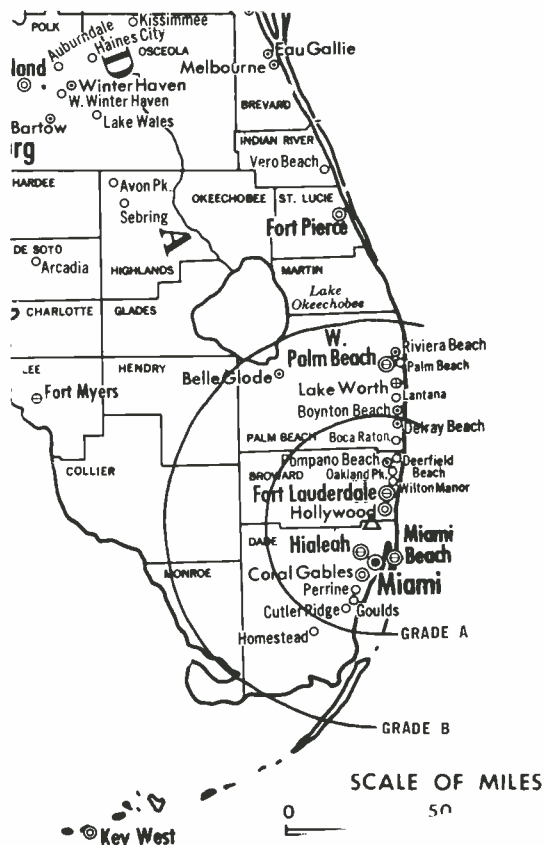 POLK
Kissimmee
Auburndale
Haines City
OSCEOLA
Eau Gallie
Melbourne
land
Winter Haven
W. Winter Haven
BREVARD
Bartow
Lake Wales
rg
INDIAN RIVER
Vero Beach
HARDEE
Avon Pk.
OKEECHOBEE
ST. LUCIE
Sebring
Fort Pierce
A
DE SOTO
Arcadia
HIGHLANDS
MARTIN
Lake
Okeechobee
CHARLOTTE
GLADES
W.
Palm Beach
Riviera Beach
Palm Beach
LEE
HENDRY
Belle Glode
Fort Myers
Lake Worth
Lantana
Boynton Beach
Delray Beach
PALM BEACH
Boca Raton
COLLIER
Pompano Beach
Deerfield
Beach
BROWARD
Oakland Pk.
Wilton Manor
Fort Lauderdale
Hollywood
DADE
Hialeah
Miami
Beach
MONROE
Coral Gables
Miami
Perrine
Cutler Ridge
Goulds
Homestead
GRADE A
GRADE B
SCALE OF MILES
0 50
Key West